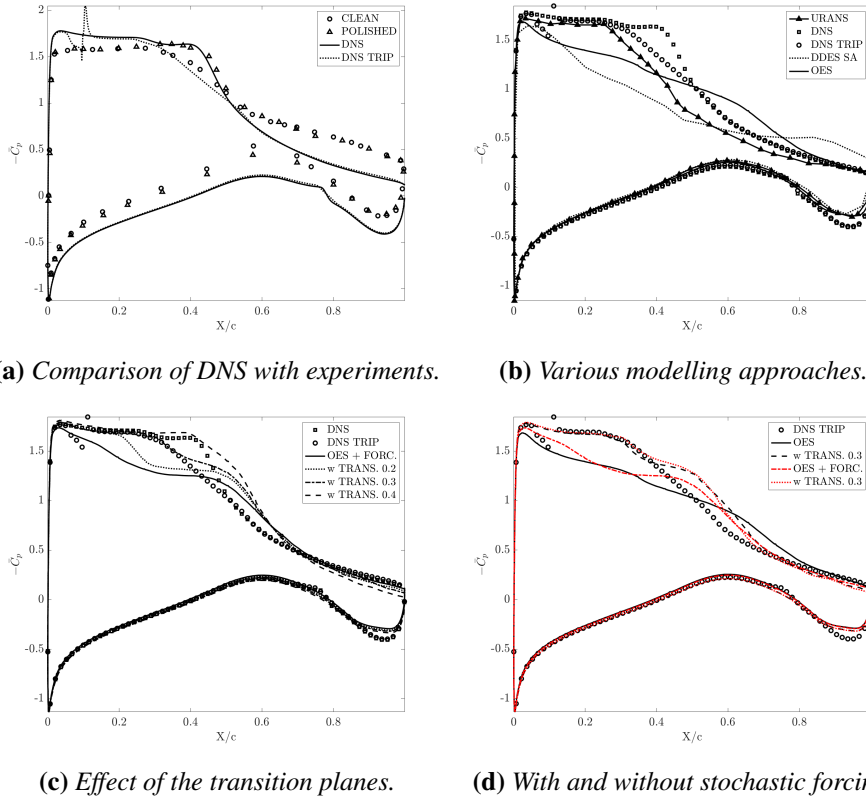 2
1.5
1
0.5
0
-0.5
-1
−C̄p
0
0.2
0.4
0.6
0.8
X/c
CLEAN
POLISHED
DNS
DNS TRIP
1.5
1
0.5
0
-0.5
-1
−C̄p
0
0.2
0.4
0.6
0.8
X/c
URANS
DNS
DNS TRIP
DDES SA
OES
(a) Comparison of DNS with experiments.
(b) Various modelling approaches.
1.5
1
0.5
0
-0.5
-1
−C̄p
0
0.2
0.4
0.6
0.8
X/c
DNS
DNS TRIP
OES + FORC.
w TRANS. 0.2
w TRANS. 0.3
w TRANS. 0.4
1.5
1
0.5
0
-0.5
-1
−C̄p
0
0.2
0.4
0.6
0.8
X/c
DNS TRIP
OES
w TRANS. 0.3
OES + FORC.
w TRANS. 0.3
(c) Effect of the transition planes.
(d) With and without stochastic forcin